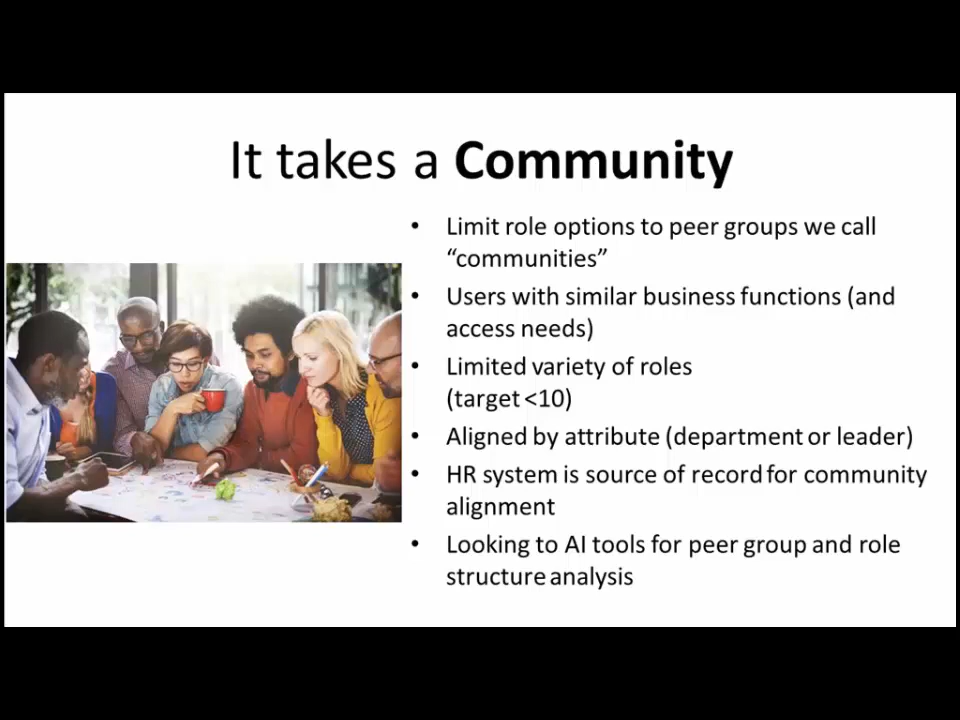 It takes a Community
• Limit role options to peer groups we call
“communities”
• Users with similar business functions (and
access needs)
• Limited variety of roles
(target <10)
• Aligned by attribute (department or leader)
• HR system is source of record for community
alignment
• Looking to AI tools for peer group and role
structure analysis